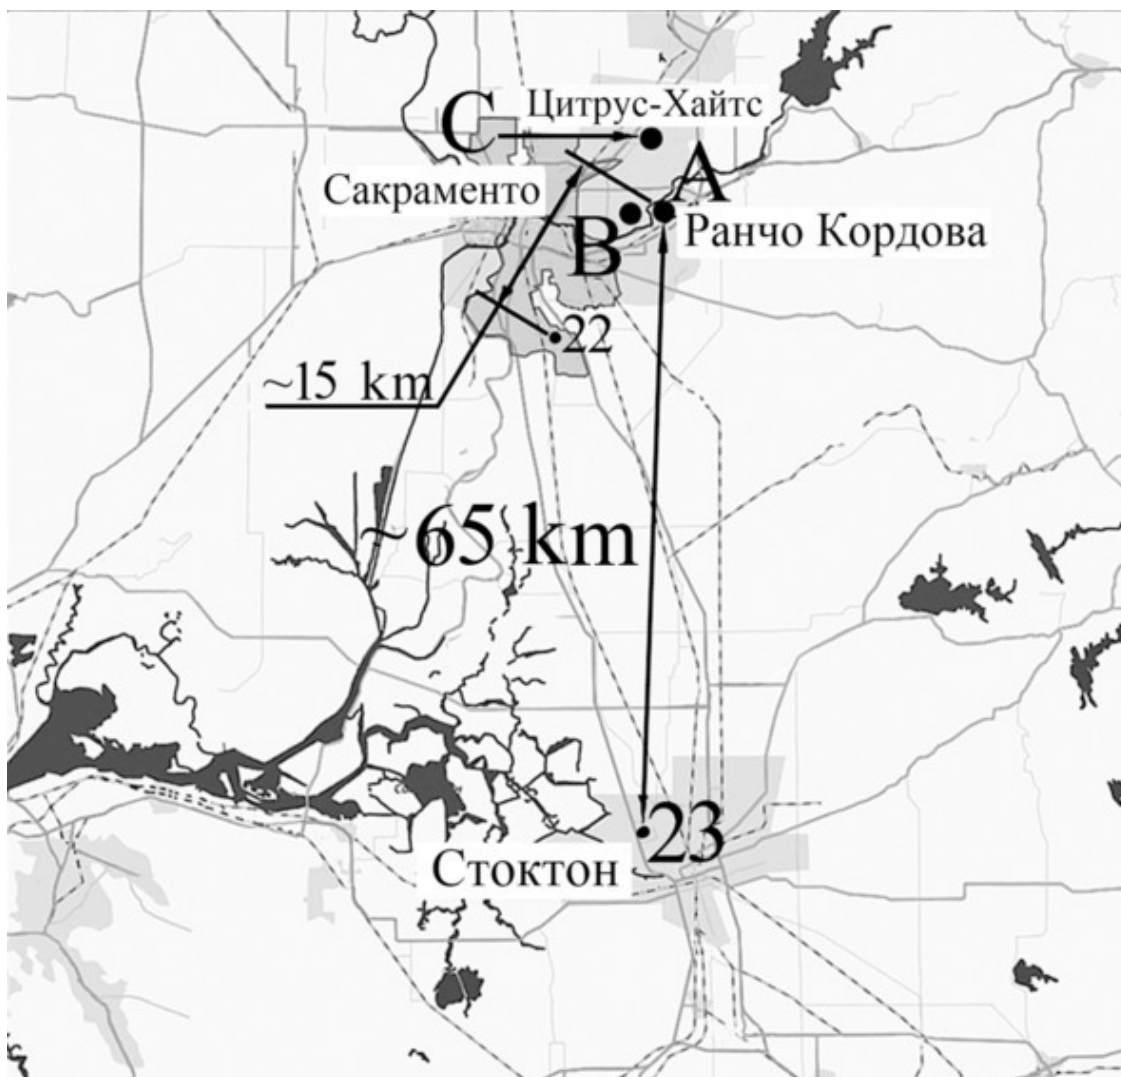 Цитрус-Хайтс
C
A
Сакраменто
B
Ранчо Кордова
22
~15 km
~65 km
23
Стоктон